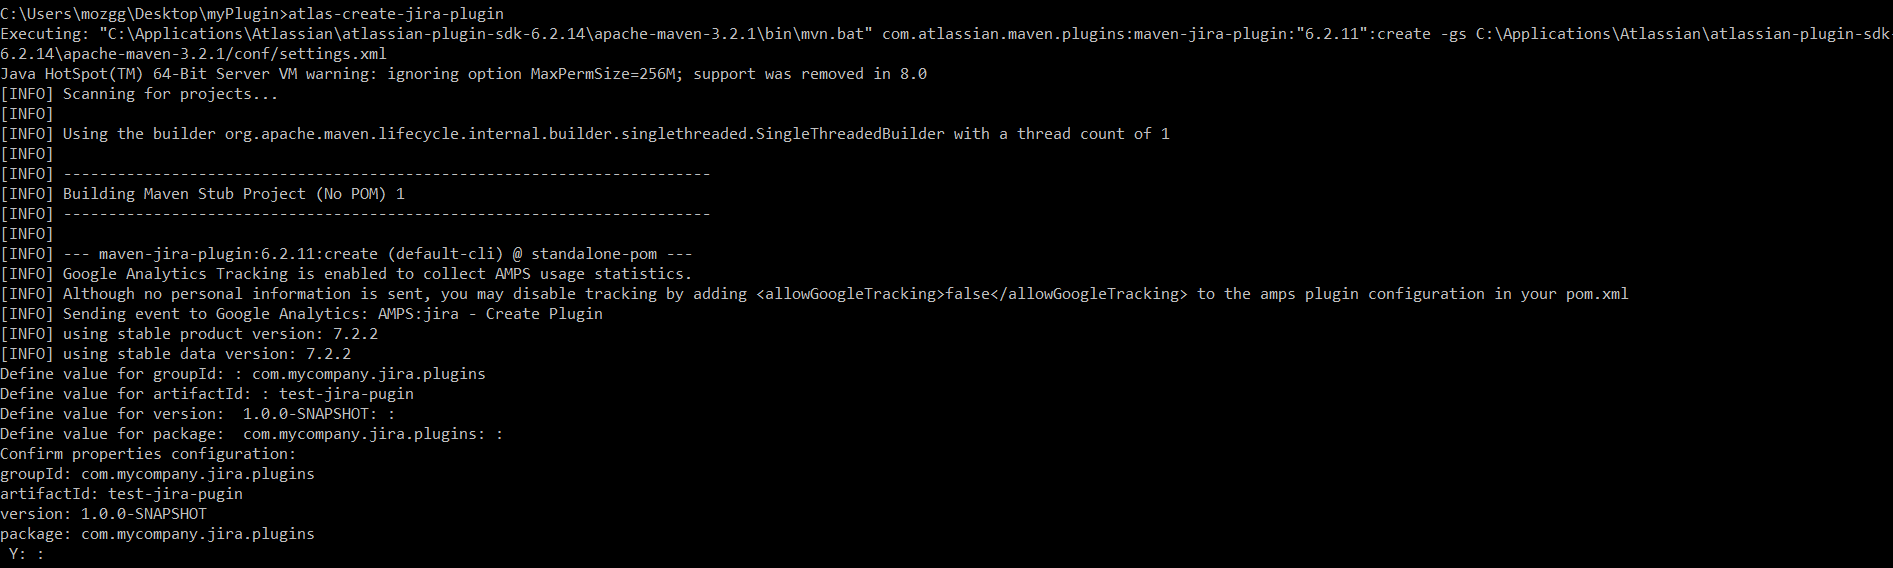 C:\Users\mozgg\Desktop\myPlugin>atlas-create-jira-plugin
Executing: "C:\Applications\Atlassian\atlassian-plugin-sdk-6.2.14\apache-maven-3.2.1\bin\mvn.bat" com.atlassian.maven.plugins:maven-jira-plugin:"6.2.11":create -gs C:\Applications\Atlassian\atlassian-plugin-sdk-
6.2.14\apache-maven-3.2.1/conf/settings.xml
Java HotSpot(TM) 64-Bit Server VM warning: ignoring option MaxPermSize=256M; support was removed in 8.0
[INFO] Scanning for projects...
[INFO]
[INFO] Using the builder org.apache.maven.lifecycle.internal.builder.singlethreaded.SingleThreadedBuilder with a thread count of 1
[INFO]
[INFO] ------------------------------------------------------------------------
[INFO] Building Maven Stub Project (No POM) 1
[INFO] ------------------------------------------------------------------------
[INFO]
[INFO] --- maven-jira-plugin:6.2.11:create (default-cli) @ standalone-pom ---
[INFO] Google Analytics Tracking is enabled to collect AMPS usage statistics.
[INFO] Although no personal information is sent, you may disable tracking by adding <allowGoogleTracking>false</allowGoogleTracking> to the amps plugin configuration in your pom.xml
[INFO] Sending event to Google Analytics: AMPS:jira - Create Plugin
[INFO] using stable product version: 7.2.2
[INFO] using stable data version: 7.2.2
Define value for groupId: : com.mycompany.jira.plugins
Define value for artifactId: : test-jira-pugin
Define value for version:  1.0.0-SNAPSHOT: :
Define value for package:  com.mycompany.jira.plugins: :
Confirm properties configuration:
groupId: com.mycompany.jira.plugins
artifactId: test-jira-pugin
version: 1.0.0-SNAPSHOT
package: com.mycompany.jira.plugins
 Y: :